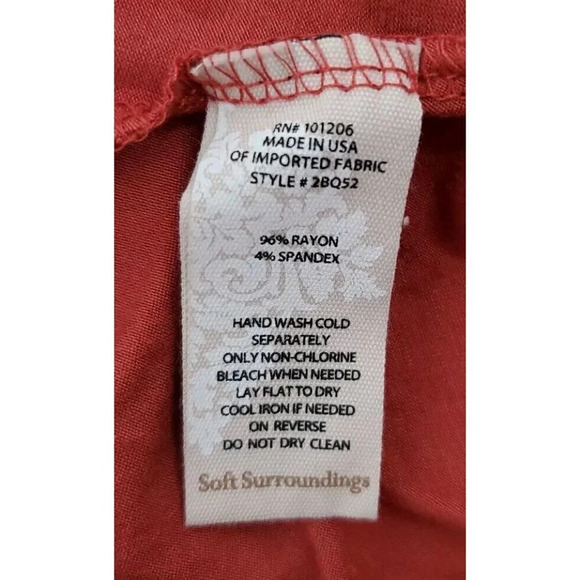 RN# 101206
MADE IN USA
OF IMPORTED FABRIC
STYLE # 2BQ52
96% RAYON
4% SPANDEX
HAND WASH COLD
SEPARATELY
ONLY NON-CHLORINE
BLEACH WHEN NEEDED
LAY FLAT TO DRY
COOL IRON IF NEEDED
ON REVERSE
DO NOT DRY CLEAN
Soft Surroundings